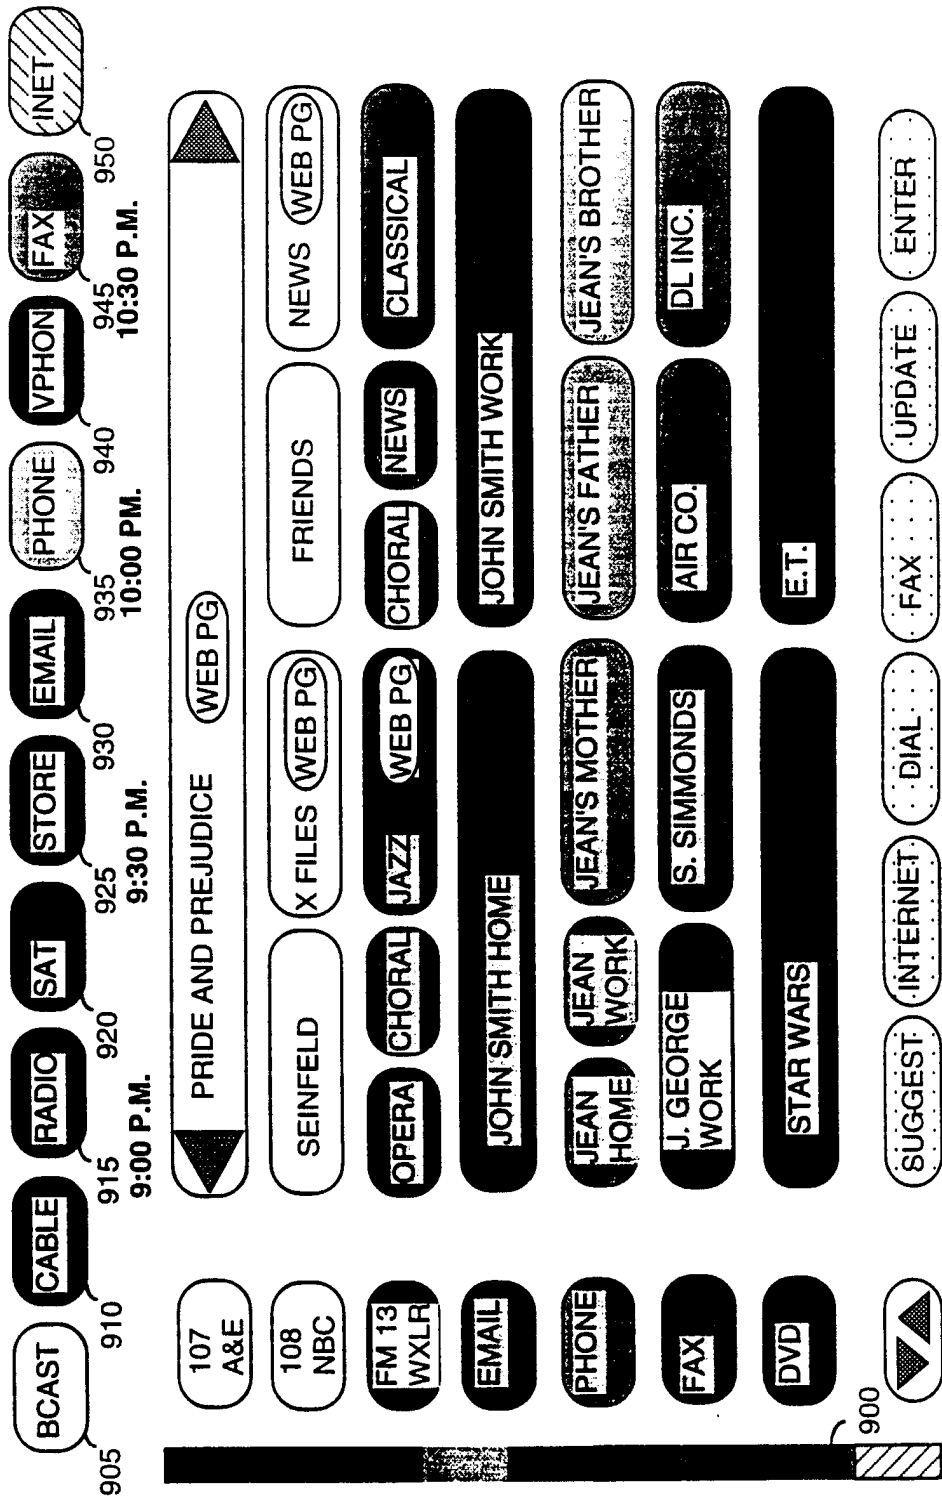 BCAST CABLE RADIO SAT STORE EMAIL PHONE VPHON FAX INET
905 910 915 920 925 930 935 940 945 950
9:00 P.M. 9:30 P.M. 10:00 PM. 10:30 P.M.
107 A&E PRIDE AND PREJUDICE WEB PG
108 NBC SEINFELD X FILES WEB PG FRIENDS NEWS WEB PG
FM 13 WXLR OPERA CHORAL JAZZ WEB PG CHORAL NEWS CLASSICAL
EMAIL JOHN SMITH HOME JOHN SMITH WORK
PHONE JEAN HOME JEAN WORK JEAN'S MOTHER JEAN'S FATHER JEAN'S BROTHER
FAX J. GEORGE WORK S. SIMMONDS AIR CO. DL INC.
DVD STAR WARS E.T.
900
SUGGEST INTERNET DIAL FAX UPDATE ENTER